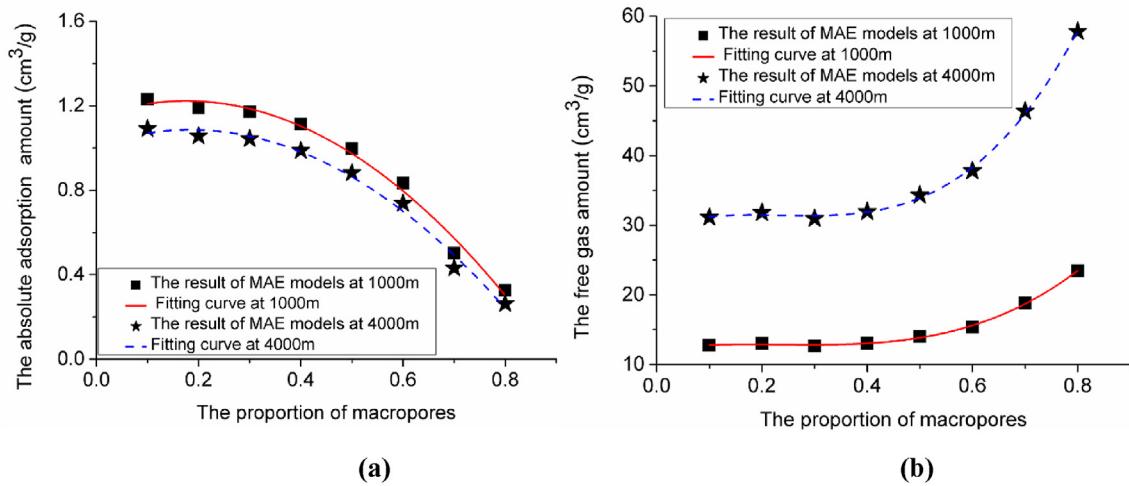 The absolute adsorption amount (cm³/g)
1.6
1.2
0.8
0.4
0.0
The result of MAE models at 1000m
Fitting curve at 1000m
The result of MAE models at 4000m
Fitting curve at 4000m
0.0 0.2 0.4 0.6 0.8
The proportion of macropores
(a)
The free gas amount (cm³/g)
60
50
40
30
20
10
The result of MAE models at 1000m
Fitting curve at 1000m
The result of MAE models at 4000m
Fitting curve at 4000m
0.0 0.2 0.4 0.6 0.8
The proportion of macropores
(b)